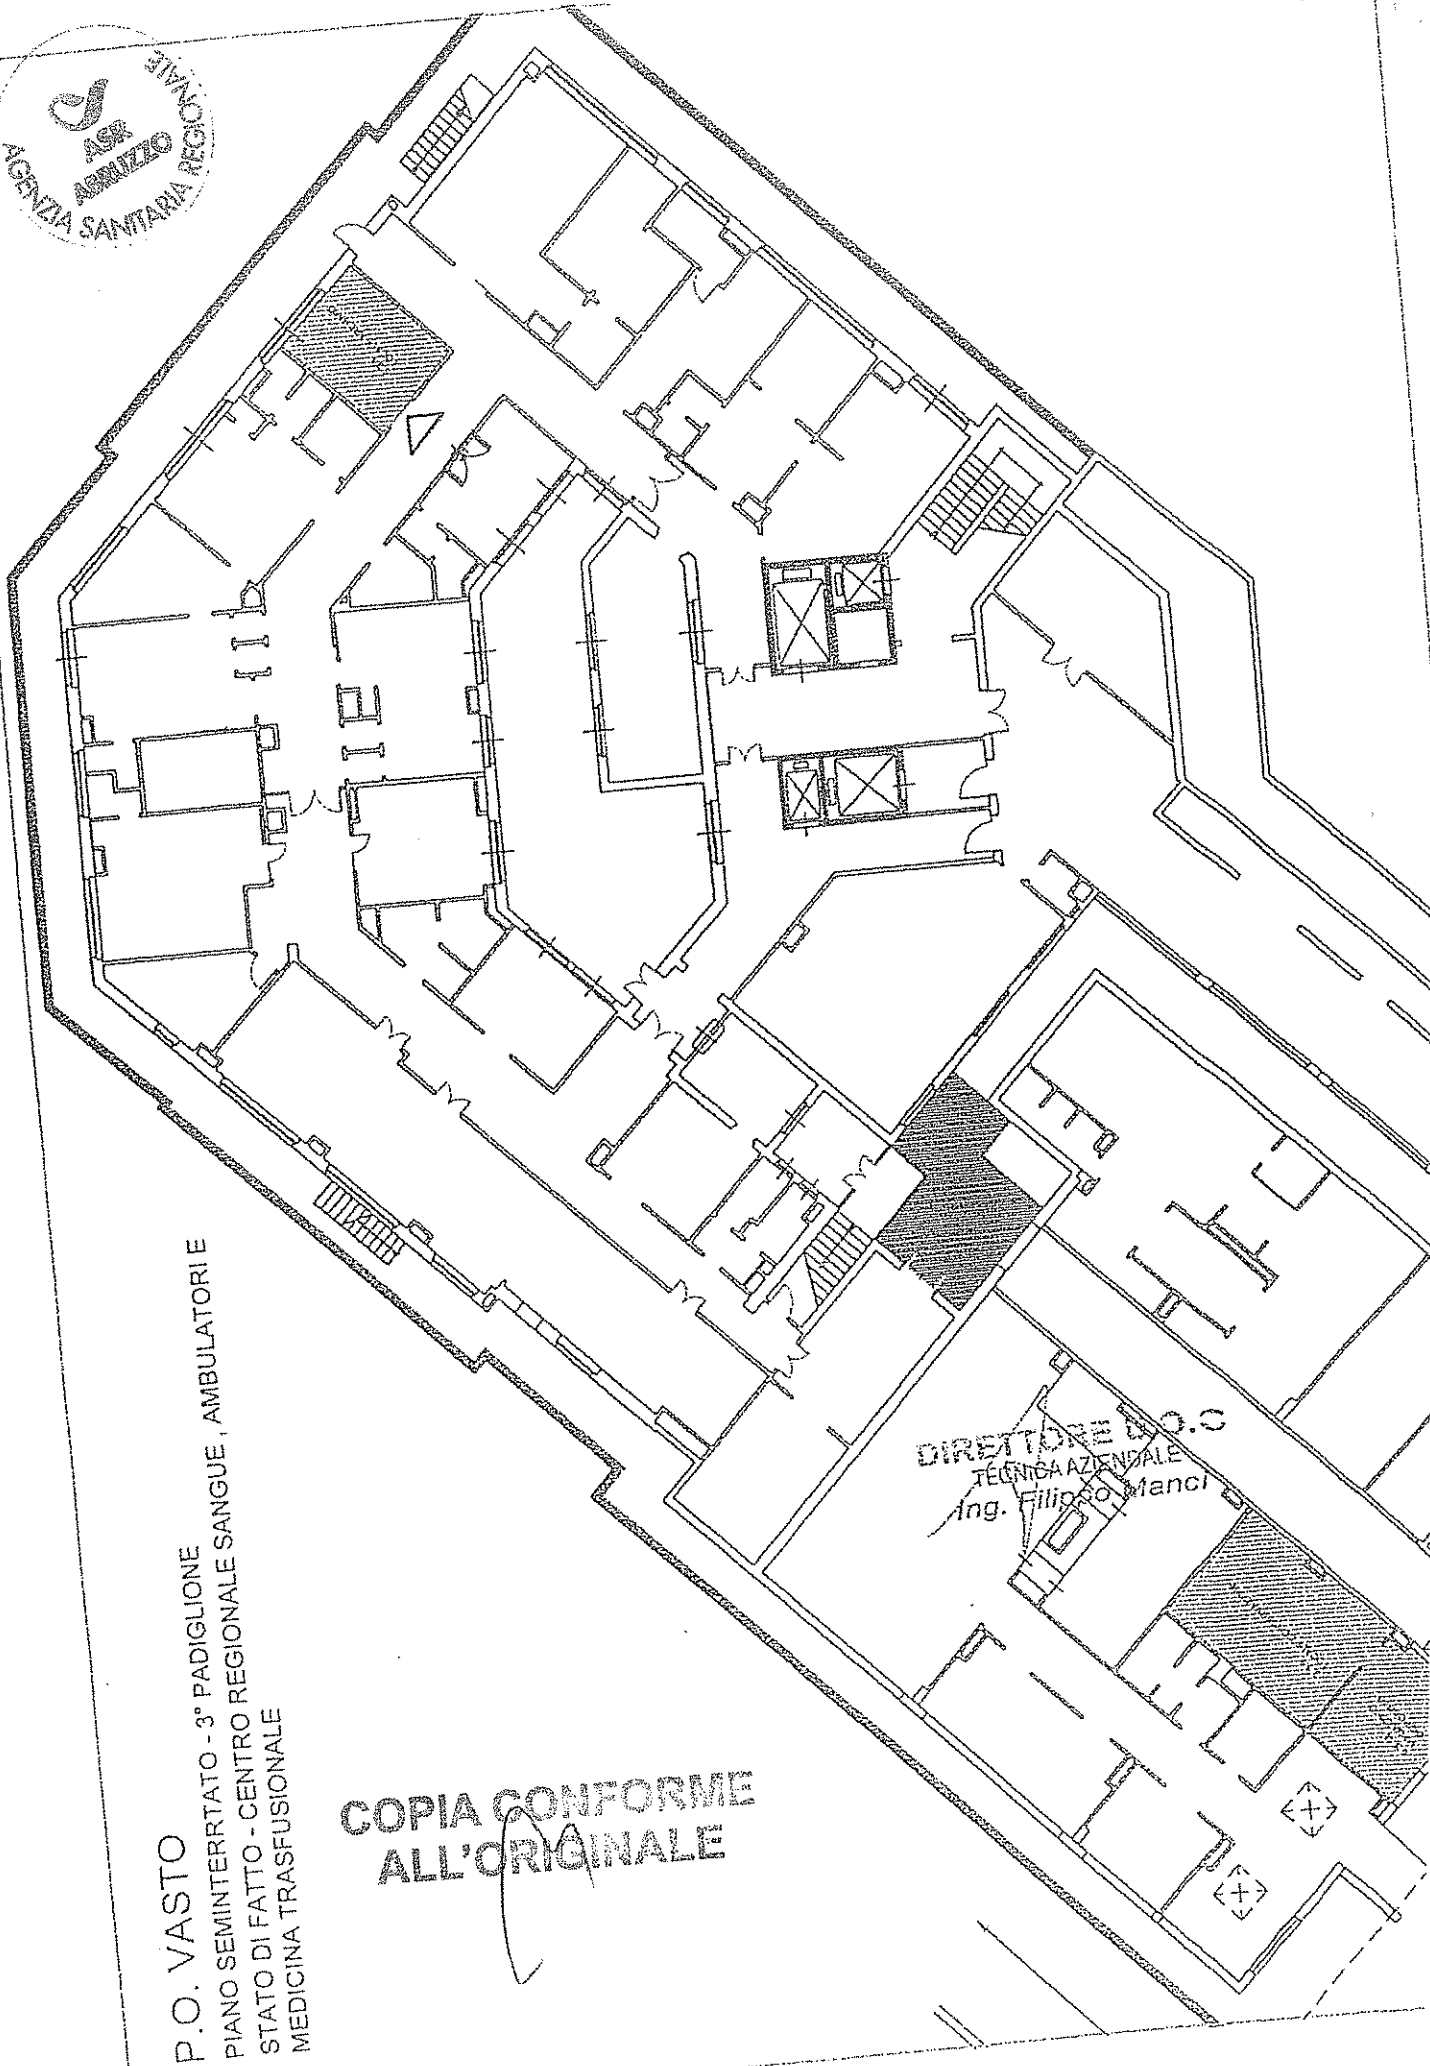 AGENZIA SANITARIA REGIONALE
ASR
ABRUZZO
P.O. VASTO
PIANO SEMINTERRTATO - 3° PADIGLIONE
STATO DI FATTO - CENTRO REGIONALE SANGUE, AMBULATORI E
MEDICINA TRASFUSIONALE
COPIA CONFORME
ALL'ORIGINALE
DIRETTORE U.O.C
TECNICA AZIENDALE
Ing. Filippo Manci